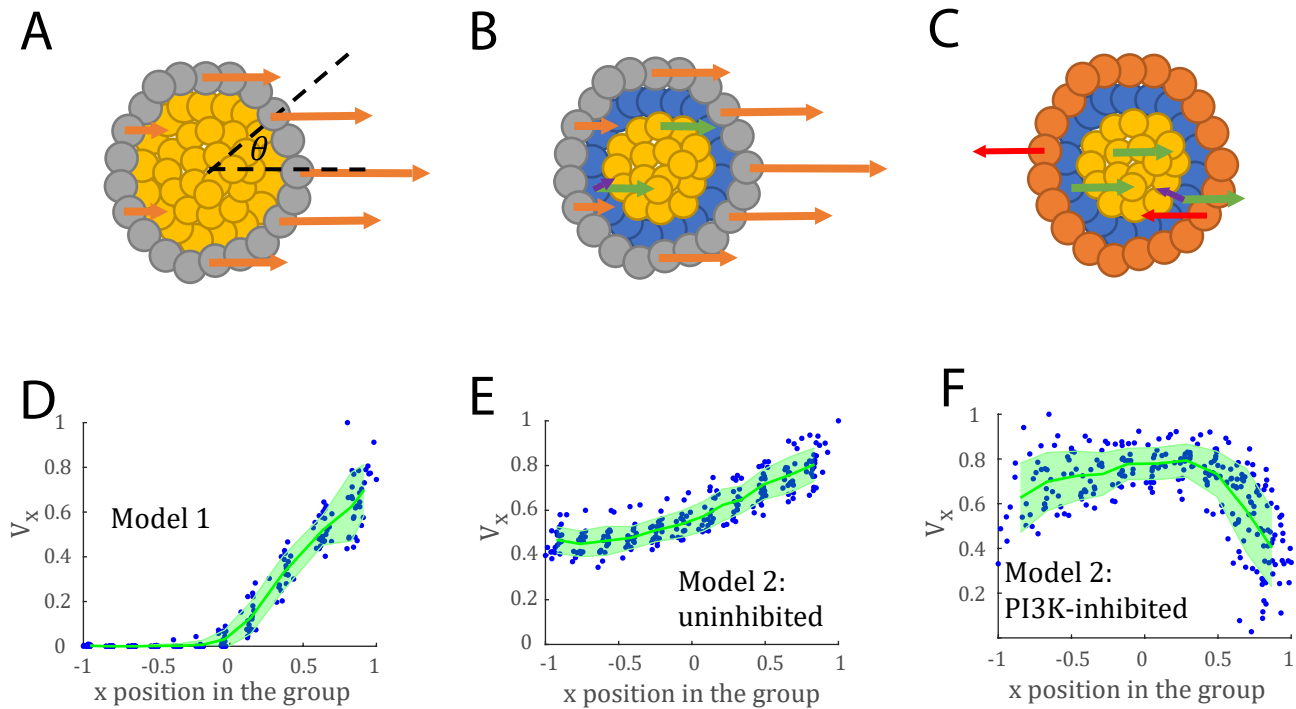 A
B
C
θ
D
E
F
1
0.8
0.6
0.4
0.2
0
V_x
Model 1
-1
-0.5
0
0.5
1
x position in the group
1
0.8
0.6
0.4
0.2
0
V_x
Model 2:
uninhibited
-1
-0.5
0
0.5
1
x position in the group
1
0.8
0.6
0.4
0.2
V_x
Model 2:
PI3K-inhibited
-1
-0.5
0
0.5
1
x position in the group